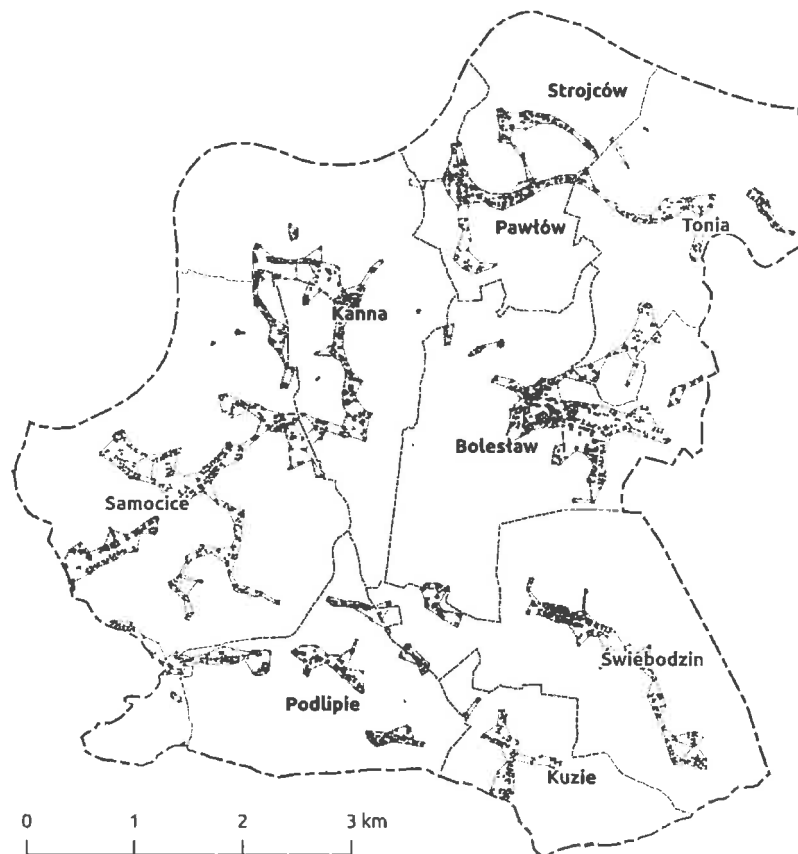 Strojców
Pawłów
Tonia
Kanna
Bolesław
Samocice
Świebodzin
Podlipie
Kuzie
0 1 2 3 km